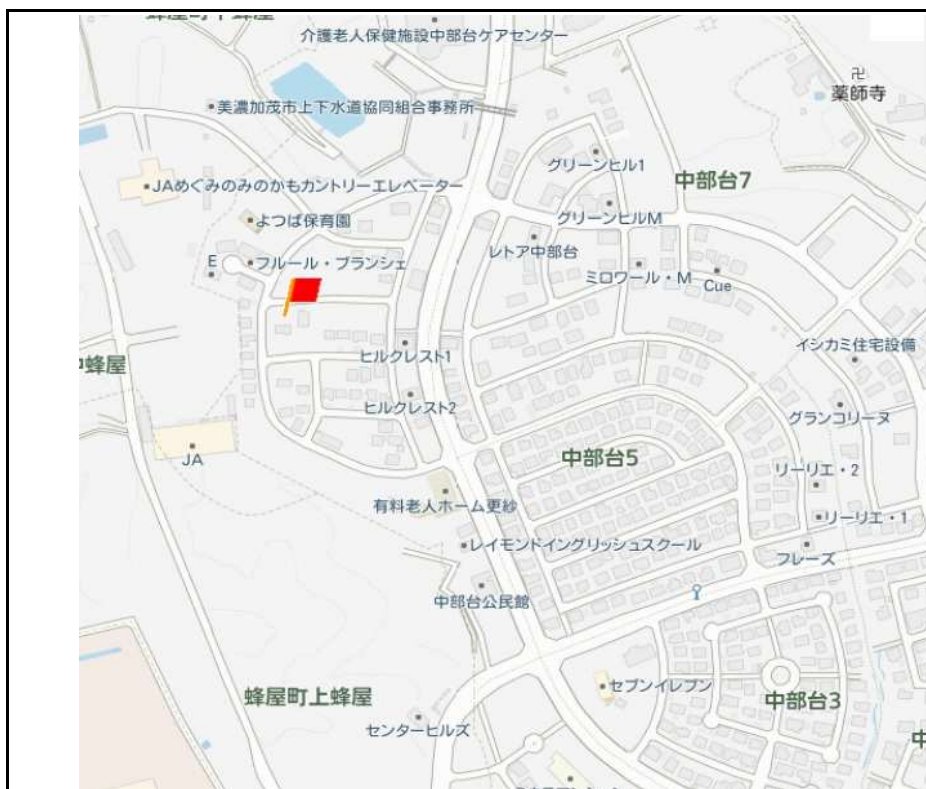 介護老人保健施設中部台ケアセンター
卍
薬師寺
美濃加茂市上下水道協同組合事務所
グリーンヒル1
中部台7
JAめぐみのみのかもカントリーエレベーター
グリーンヒルM
よつば保育園
レトア中部台
E
フルール・ブランシェ
ミロワール・M
Cue
イシカミ住宅設備
ヒルクレスト1
蜂屋
グランコリーヌ
ヒルクレスト2
中部台5
JA
リーリエ・2
有料老人ホーム更紗
リーリエ・1
レイモンドイングリッシュスクール
フレーズ
中部台公民館
蜂屋町上蜂屋
セブンイレブン
中部台3
センターヒルズ